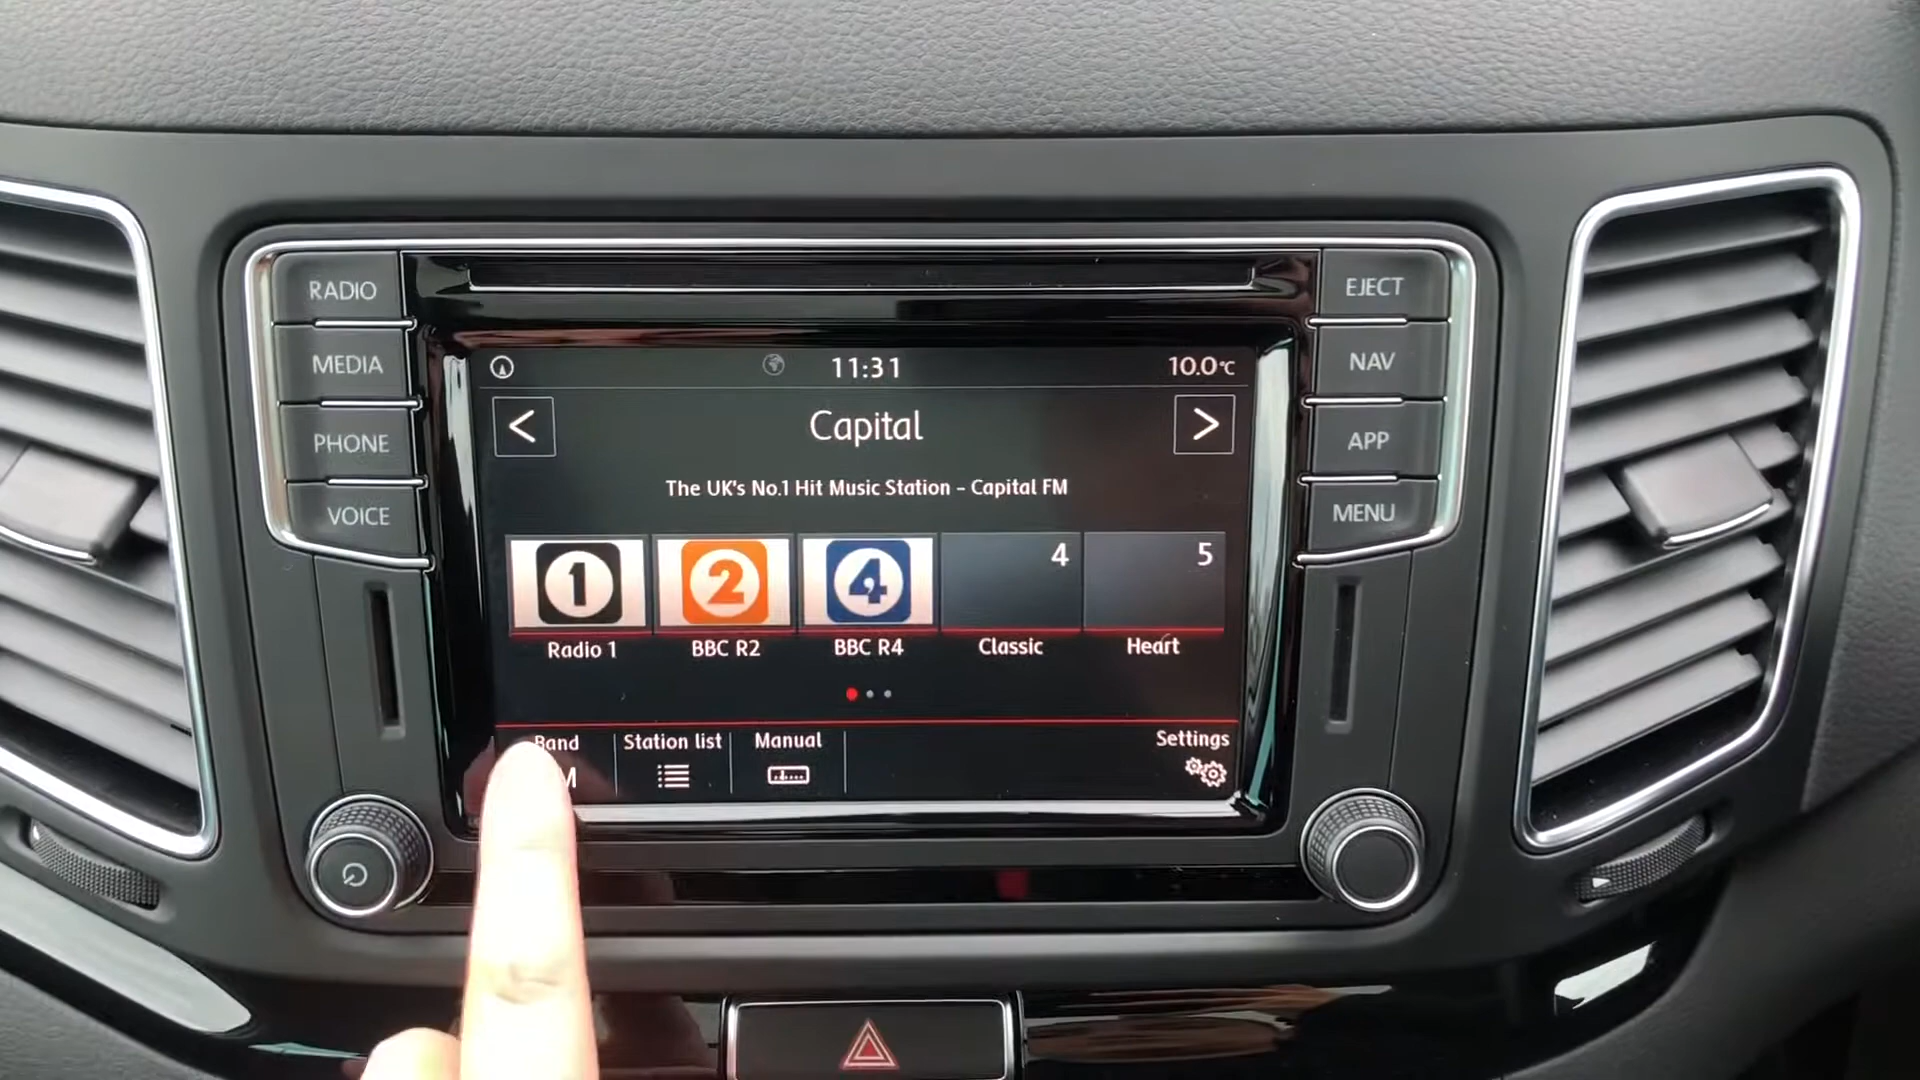 RADIO
MEDIA
PHONE
VOICE
EJECT
NAV
APP
MENU
11:31
10.0°C
<
Capital
>
The UK's No.1 Hit Music Station - Capital FM
1
2
4
4
5
Radio 1
BBC R2
BBC R4
Classic
Heart
Band
Station list
Manual
Settings